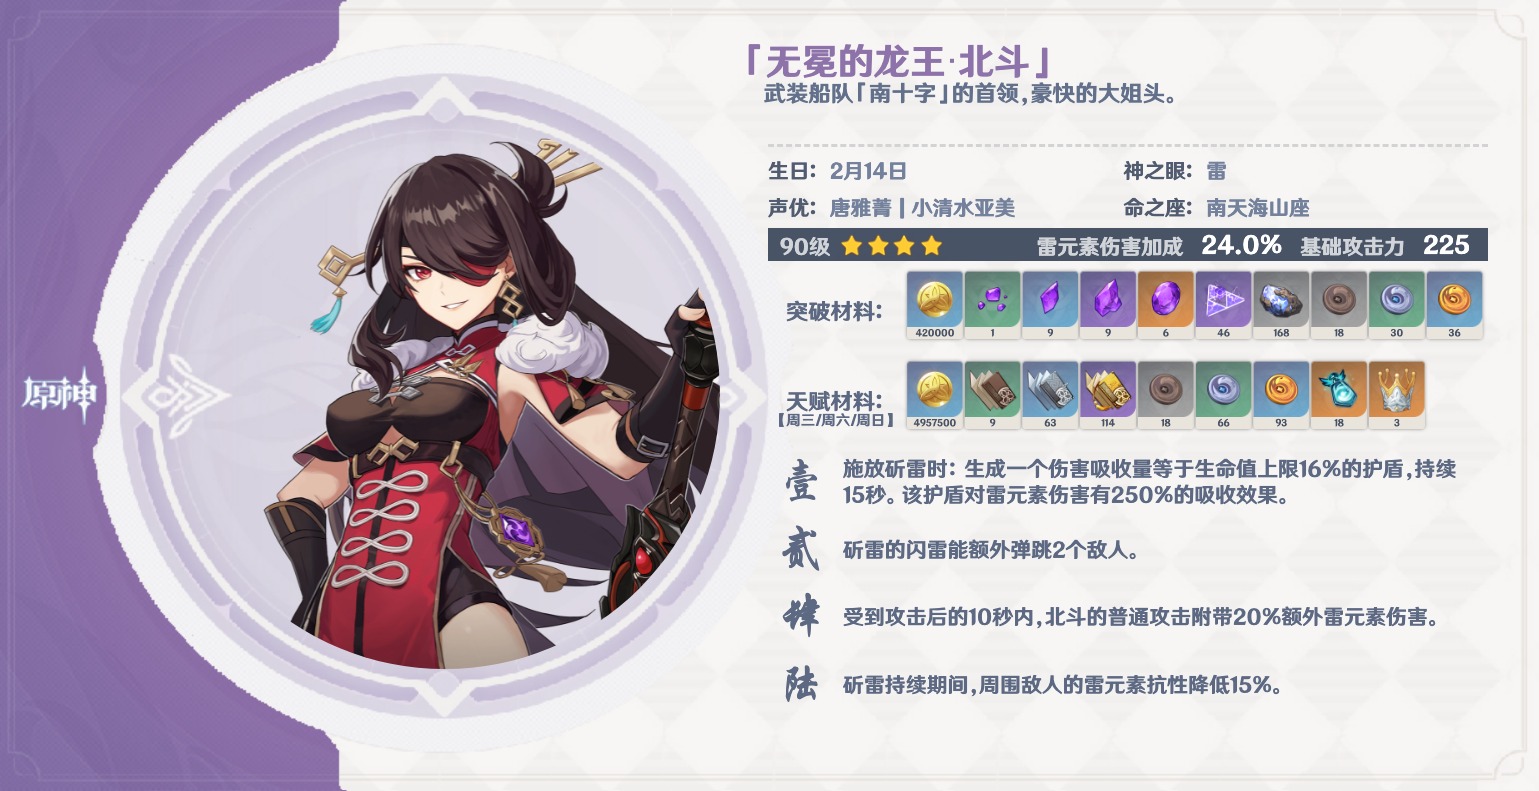 原神
「无冕的龙王·北斗」
武装船队「南十字」的首领,豪快的大姐头。
生日: 2月14日 神之眼: 雷
声优: 唐雅菁 | 小清水亚美 命之座: 南天海山座
90级 雷元素伤害加成 24.0% 基础攻击力 225
突破材料:
420000 1 9 9 6 46 168 18 30 36
天赋材料:
【周三/周六/周日】
4957500 9 63 114 18 66 93 18 3
壹 施放斫雷时: 生成一个伤害吸收量等于生命值上限16%的护盾,持续
15秒。该护盾对雷元素伤害有250%的吸收效果。
贰 斫雷的闪雷能额外弹跳2个敌人。
肆 受到攻击后的10秒内,北斗的普通攻击附带20%额外雷元素伤害。
陆 斫雷持续期间,周围敌人的雷元素抗性降低15%。